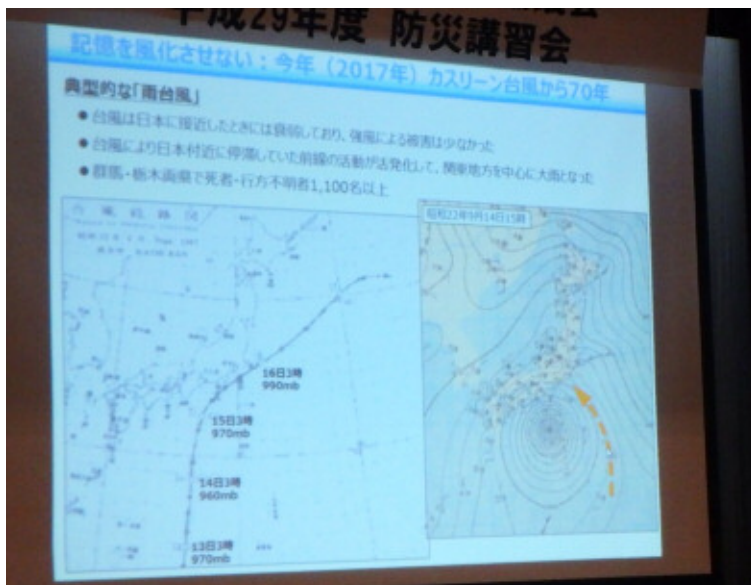 平成29年度 防災講習会
記憶を風化させない：今年（2017年）カスリーン台風から70年
典型的な「雨台風」
● 台風は日本に接近したときには衰弱しており、強風による被害は少なかった
● 台風により日本付近に停滞していた前線の活動が活発化して、関東地方を中心に大雨となった
● 群馬・栃木両県で死者・行方不明者1,100名以上
台風経路図
昭和22年9月14日15時
16日3時
990mb
15日3時
970mb
14日3時
960mb
13日3時
970mb